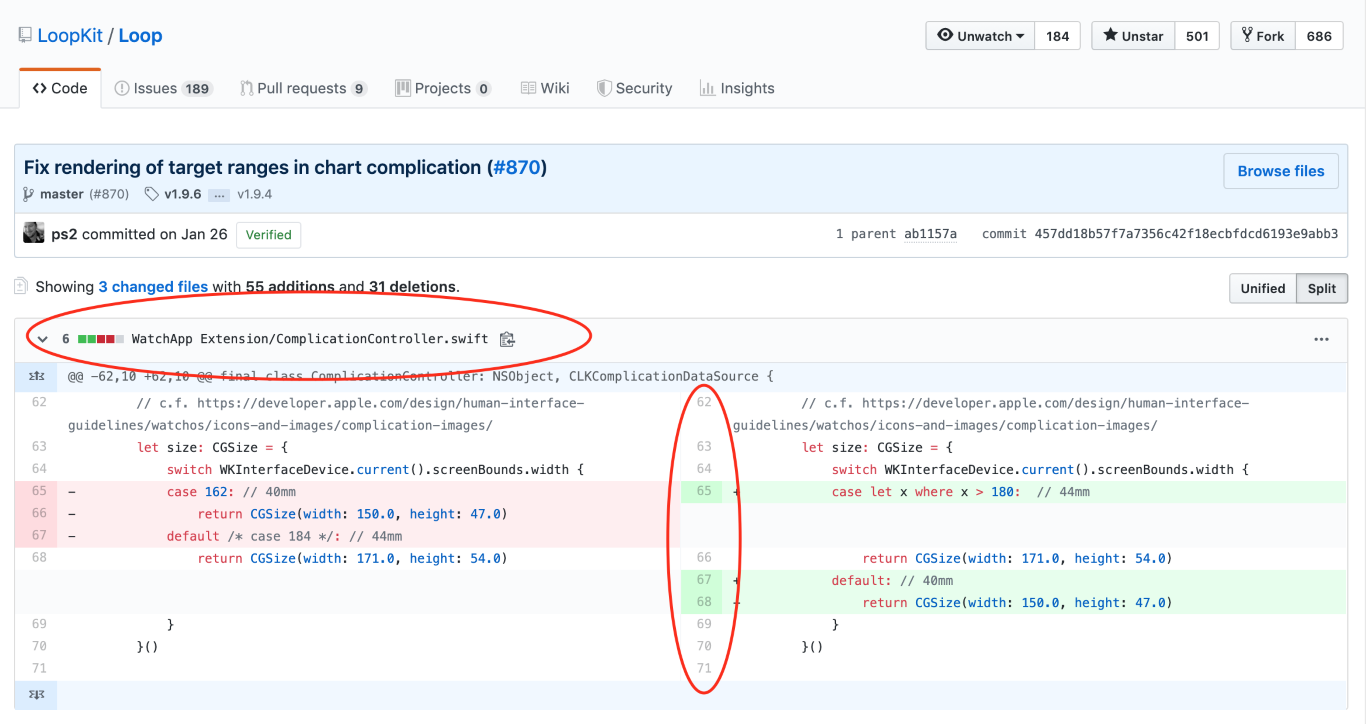 LoopKit / Loop
Unwatch 184 Unstar 501 Fork 686
Code Issues 189 Pull requests 9 Projects 0 Wiki Security Insights
Fix rendering of target ranges in chart complication (#870)
Browse files
master (#870) v1.9.6 … v1.9.4
ps2 committed on Jan 26 Verified
1 parent ab1157a commit 457dd18b57f7a7356c42f18ecbfdcd6193e9abb3
Showing 3 changed files with 55 additions and 31 deletions.
Unified Split
6 WatchApp Extension/ComplicationController.swift
@@ -62,10 +62,10 @@ final class ComplicationController: NSObject, CLKComplicationDataSource {
62 // c.f. https://developer.apple.com/design/human-interface-
guidelines/watchos/icons-and-images/complication-images/
63 let size: CGSize = {
64 switch WKInterfaceDevice.current().screenBounds.width {
65 - case 162: // 40mm
66 - return CGSize(width: 150.0, height: 47.0)
67 - default /* case 184 */: // 44mm
68 return CGSize(width: 171.0, height: 54.0)
69 }
70 }()
71
62 // c.f. https://developer.apple.com/design/human-interface-
guidelines/watchos/icons-and-images/complication-images/
63 let size: CGSize = {
64 switch WKInterfaceDevice.current().screenBounds.width {
65 + case let x where x > 180: // 44mm
66 return CGSize(width: 171.0, height: 54.0)
67 + default: // 40mm
68 + return CGSize(width: 150.0, height: 47.0)
69 }
70 }()
71